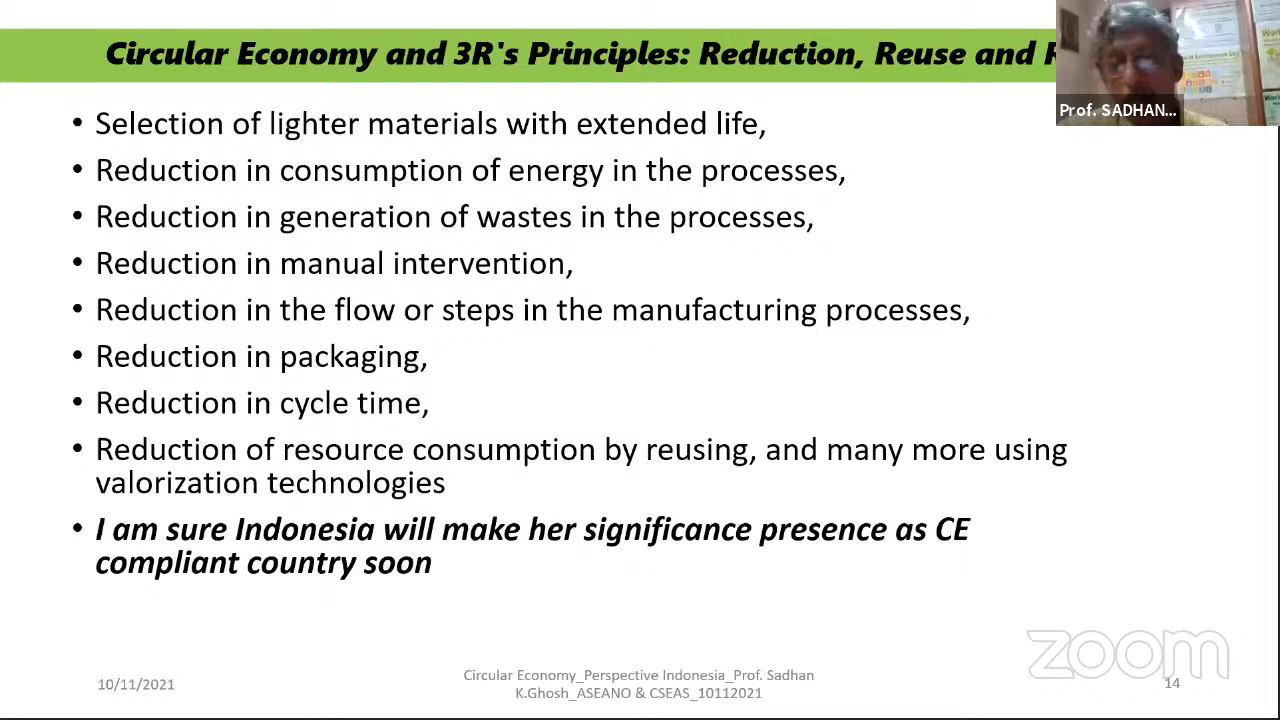 Circular Economy and 3R's Principles: Reduction, Reuse and R
Prof. SADHAN...
• Selection of lighter materials with extended life,
• Reduction in consumption of energy in the processes,
• Reduction in generation of wastes in the processes,
• Reduction in manual intervention,
• Reduction in the flow or steps in the manufacturing processes,
• Reduction in packaging,
• Reduction in cycle time,
• Reduction of resource consumption by reusing, and many more using
valorization technologies
• I am sure Indonesia will make her significance presence as CE
compliant country soon
zoom
10/11/2021
Circular Economy_Perspective Indonesia_Prof. Sadhan
K.Ghosh_ASEANO & CSEAS_10112021
14